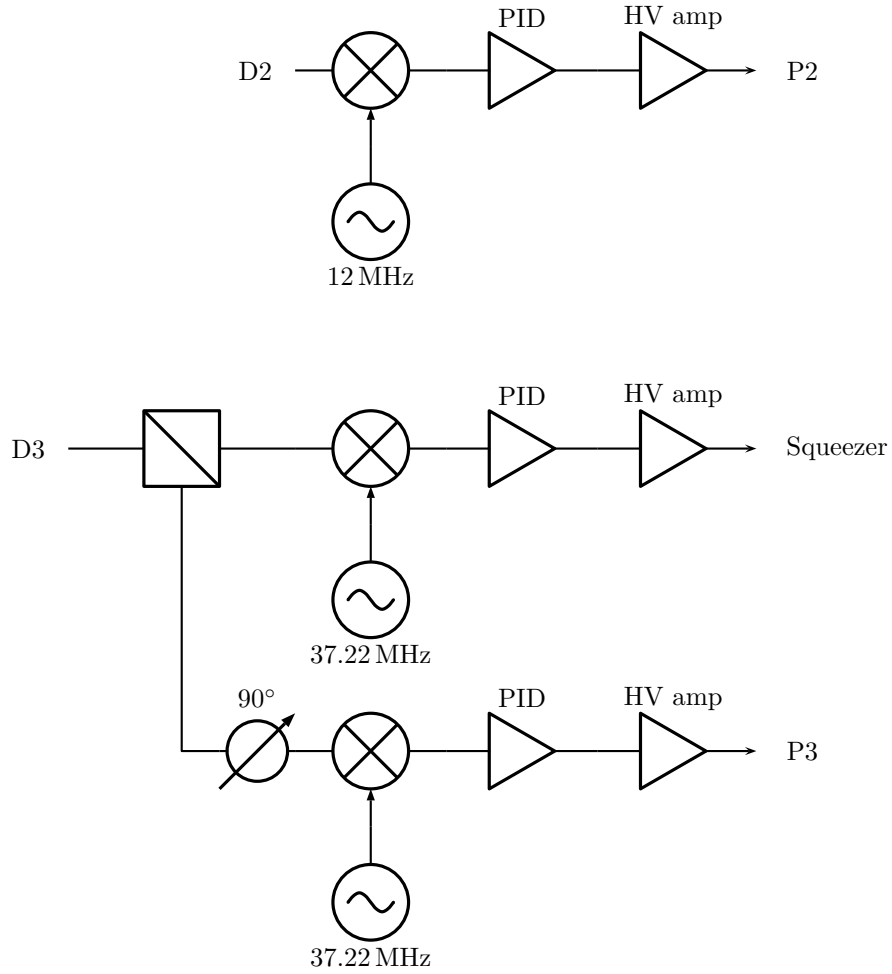 PID
HV amp
D2
P2
12 MHz
PID
HV amp
D3
Squeezer
37.22 MHz
90°
PID
HV amp
P3
37.22 MHz